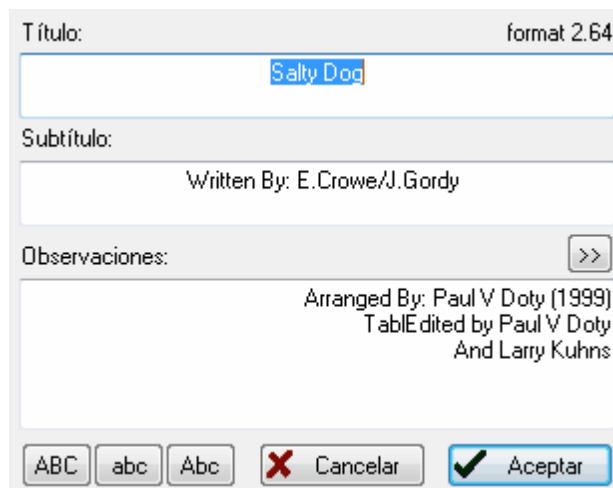 Título: format 2.64
Salty Dog
Subtítulo:
Written By: E.Crowe/J.Gordy
Observaciones: >>
Arranged By: Paul V Doty (1999)
TablEdited by Paul V Doty
And Larry Kuhns
ABC abc Abc Cancelar Aceptar